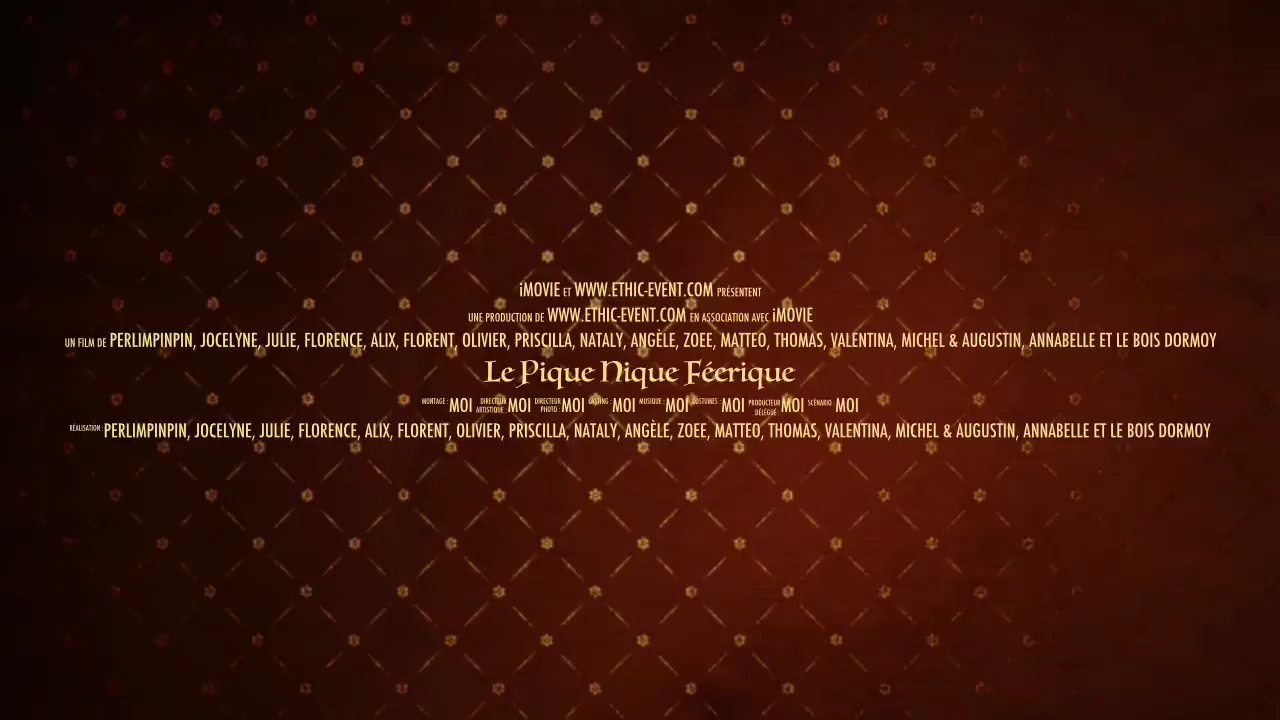 iMOVIE ET WWW.ETHIC-EVENT.COM PRÉSENTENT
UNE PRODUCTION DE WWW.ETHIC-EVENT.COM EN ASSOCIATION AVEC iMOVIE
UN FILM DE PERLIMPINPIN, JOCELYNE, JULIE, FLORENCE, ALIX, FLORENT, OLIVIER, PRISCILLA, NATALY, ANGÈLE, ZOEE, MATTEO, THOMAS, VALENTINA, MICHEL & AUGUSTIN, ANNABELLE ET LE BOIS DORMOY
Le Pique Nique Féerique
MONTAGE : MOI DIRECTEUR ARTISTIQUE : MOI DIRECTEUR PHOTO : MOI CASTING : MOI MUSIQUE : MOI COSTUMES : MOI PRODUCTEUR DÉLÉGUÉ MOI SCÉNARIO MOI
RÉALISATION : PERLIMPINPIN, JOCELYNE, JULIE, FLORENCE, ALIX, FLORENT, OLIVIER, PRISCILLA, NATALY, ANGÈLE, ZOEE, MATTEO, THOMAS, VALENTINA, MICHEL & AUGUSTIN, ANNABELLE ET LE BOIS DORMOY